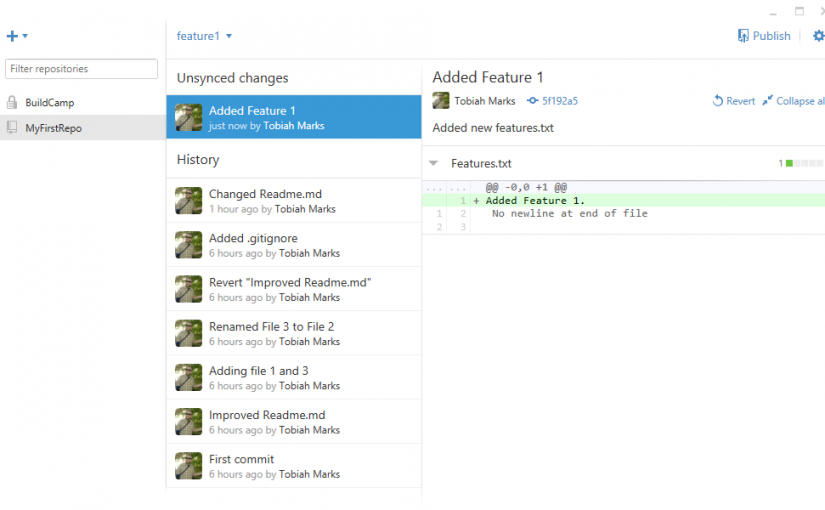 feature1
Publish
Filter repositories
BuildCamp
MyFirstRepo
Unsynced changes
Added Feature 1
just now by Tobiah Marks
History
Changed Readme.md
1 hour ago by Tobiah Marks
Added .gitignore
6 hours ago by Tobiah Marks
Revert "Improved Readme.md"
6 hours ago by Tobiah Marks
Renamed File 3 to File 2
6 hours ago by Tobiah Marks
Adding file 1 and 3
6 hours ago by Tobiah Marks
Improved Readme.md
6 hours ago by Tobiah Marks
First commit
6 hours ago by Tobiah Marks
Added Feature 1
Tobiah Marks 5f192a5 Revert Collapse al
Added new features.txt
Features.txt 1
... ... @@ -0,0 +1 @@
1 + Added Feature 1.
1 2 No newline at end of file
2 3